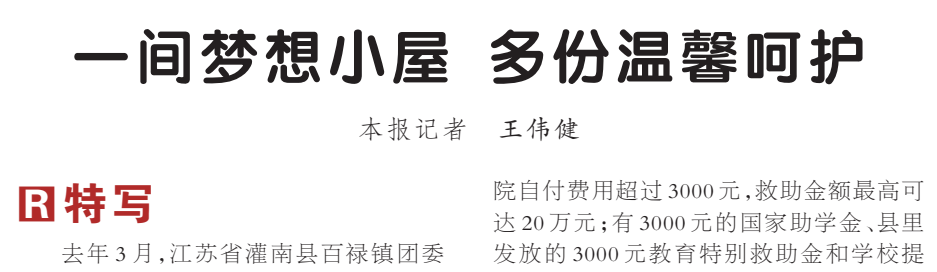 一间梦想小屋 多份温馨呵护
本报记者 王伟健
R特写
去年3月,江苏省灌南县百禄镇团委
院自付费用超过3000元,救助金额最高可
达20万元;有3000元的国家助学金、县里
发放的3000元教育特别救助金和学校提